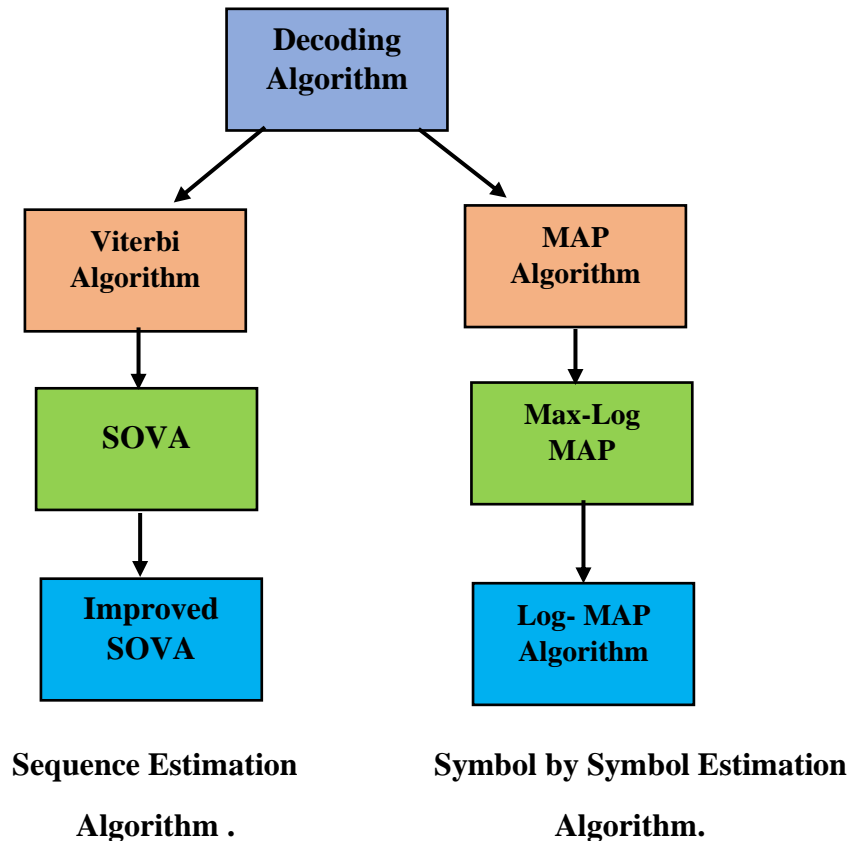 Decoding
Algorithm
Viterbi
Algorithm
MAP
Algorithm
SOVA
Max-Log
MAP
Improved
SOVA
Log- MAP
Algorithm
Sequence Estimation
Algorithm .
Symbol by Symbol Estimation
Algorithm.